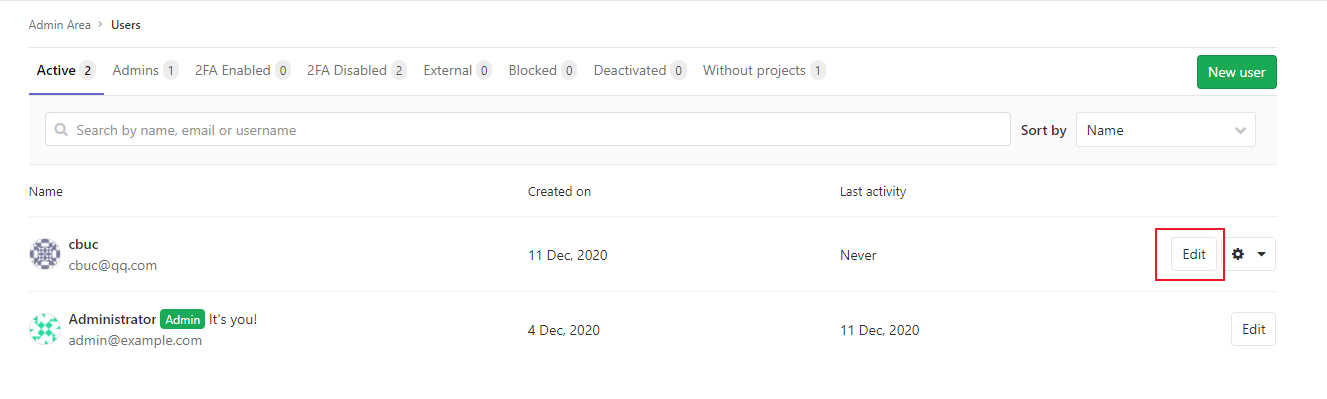 Admin Area > Users
Active 2 Admins 1 2FA Enabled 0 2FA Disabled 2 External 0 Blocked 0 Deactivated 0 Without projects 1 New user
Search by name, email or username Sort by Name
Name Created on Last activity
cbuc
cbuc@qq.com 11 Dec, 2020 Never Edit
Administrator Admin It's you!
admin@example.com 4 Dec, 2020 11 Dec, 2020 Edit